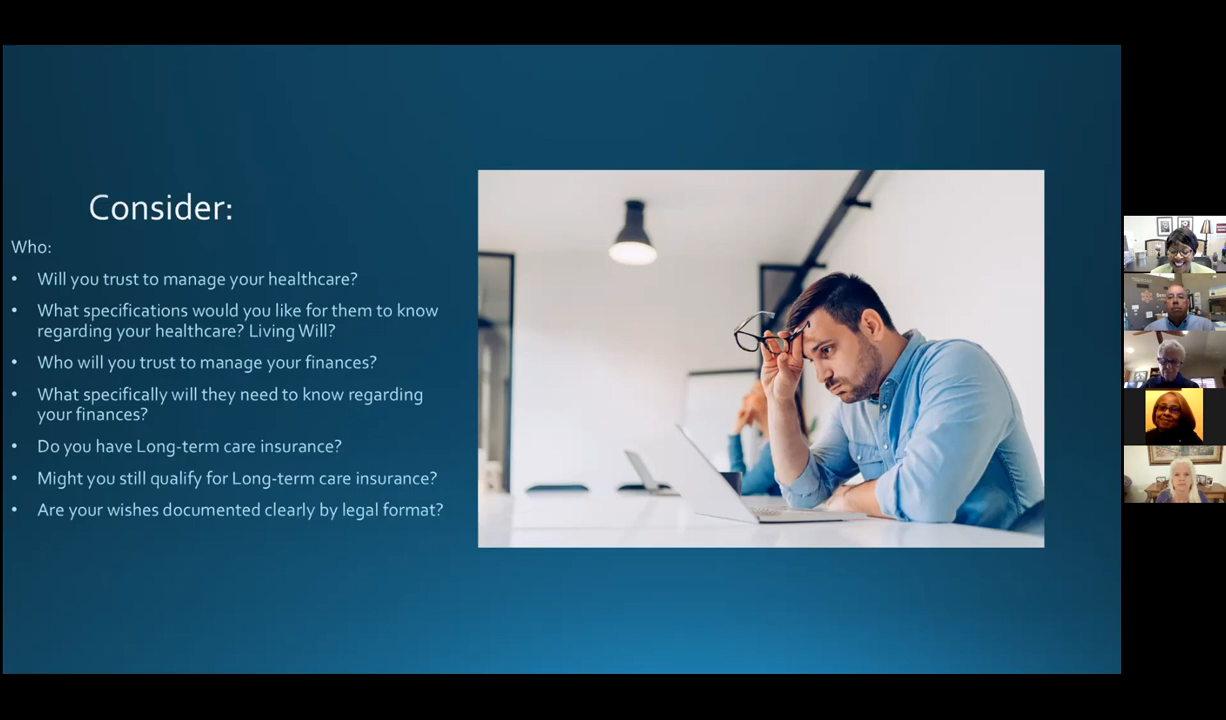 Consider:
Who:
• Will you trust to manage your healthcare?
• What specifications would you like for them to know
regarding your healthcare? Living Will?
• Who will you trust to manage your finances?
• What specifically will they need to know regarding
your finances?
• Do you have Long-term care insurance?
• Might you still qualify for Long-term care insurance?
• Are your wishes documented clearly by legal format?